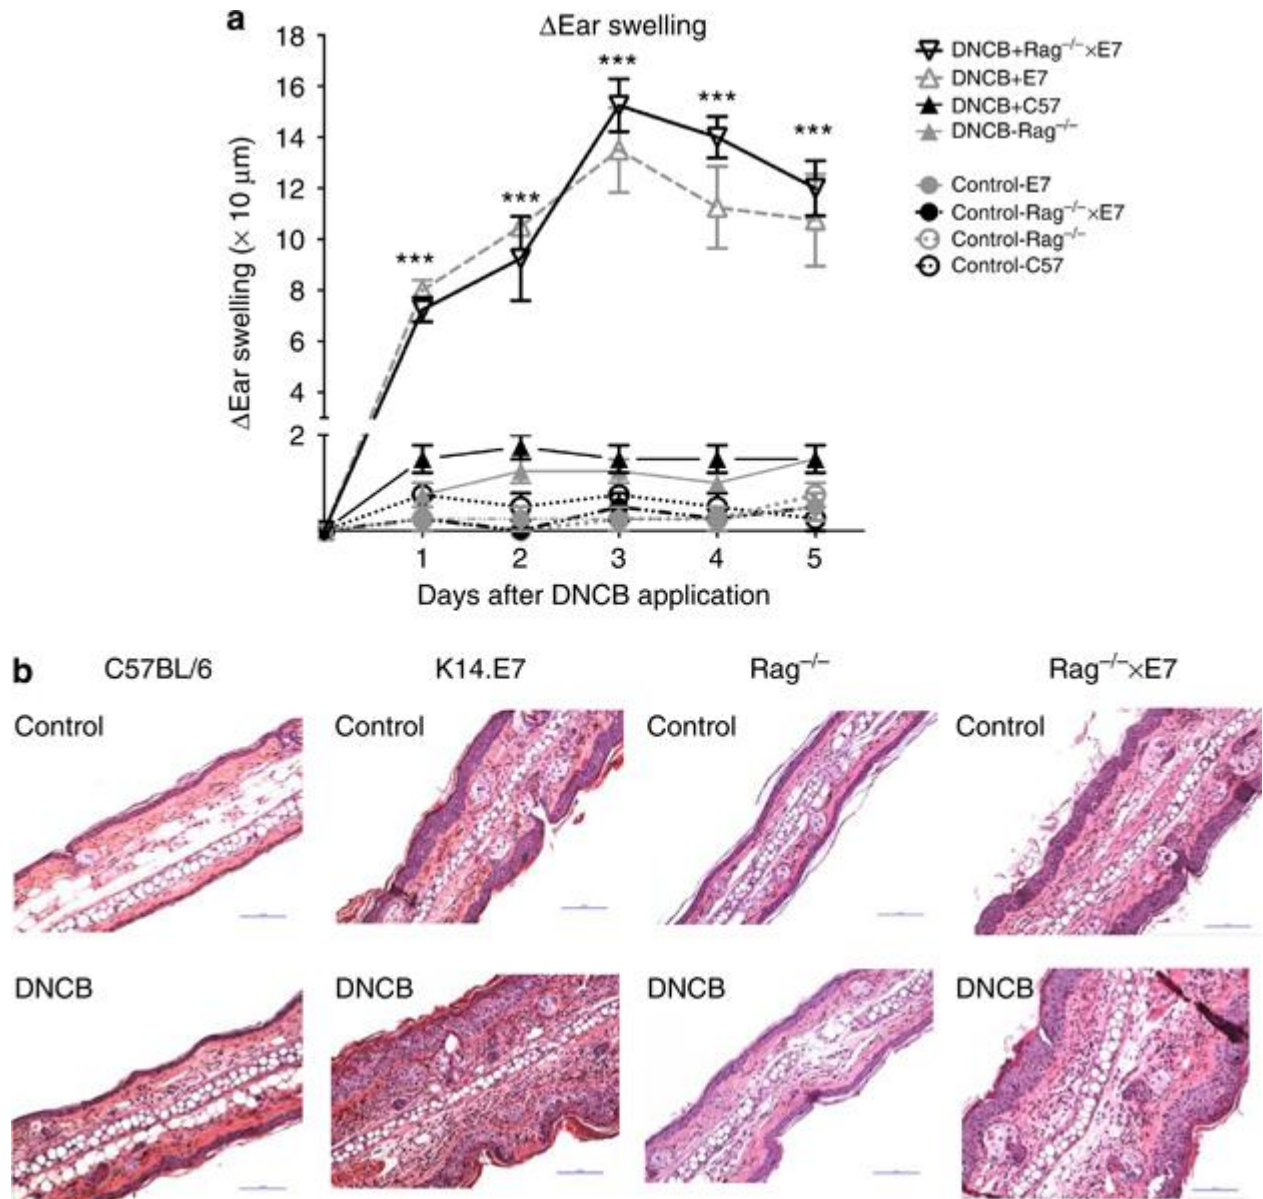 a
ΔEar swelling
18
16
14
12
10
8
6
4
2
ΔEar swelling (× 10 μm)
*** *** *** *** ***
1 2 3 4 5
Days after DNCB application
DNCB+Rag⁻/⁻×E7
DNCB+E7
DNCB+C57
DNCB-Rag⁻/⁻
Control-E7
Control-Rag⁻/⁻×E7
Control-Rag⁻/⁻
Control-C57
b C57BL/6 K14.E7 Rag⁻/⁻ Rag⁻/⁻×E7
Control Control Control Control
DNCB DNCB DNCB DNCB